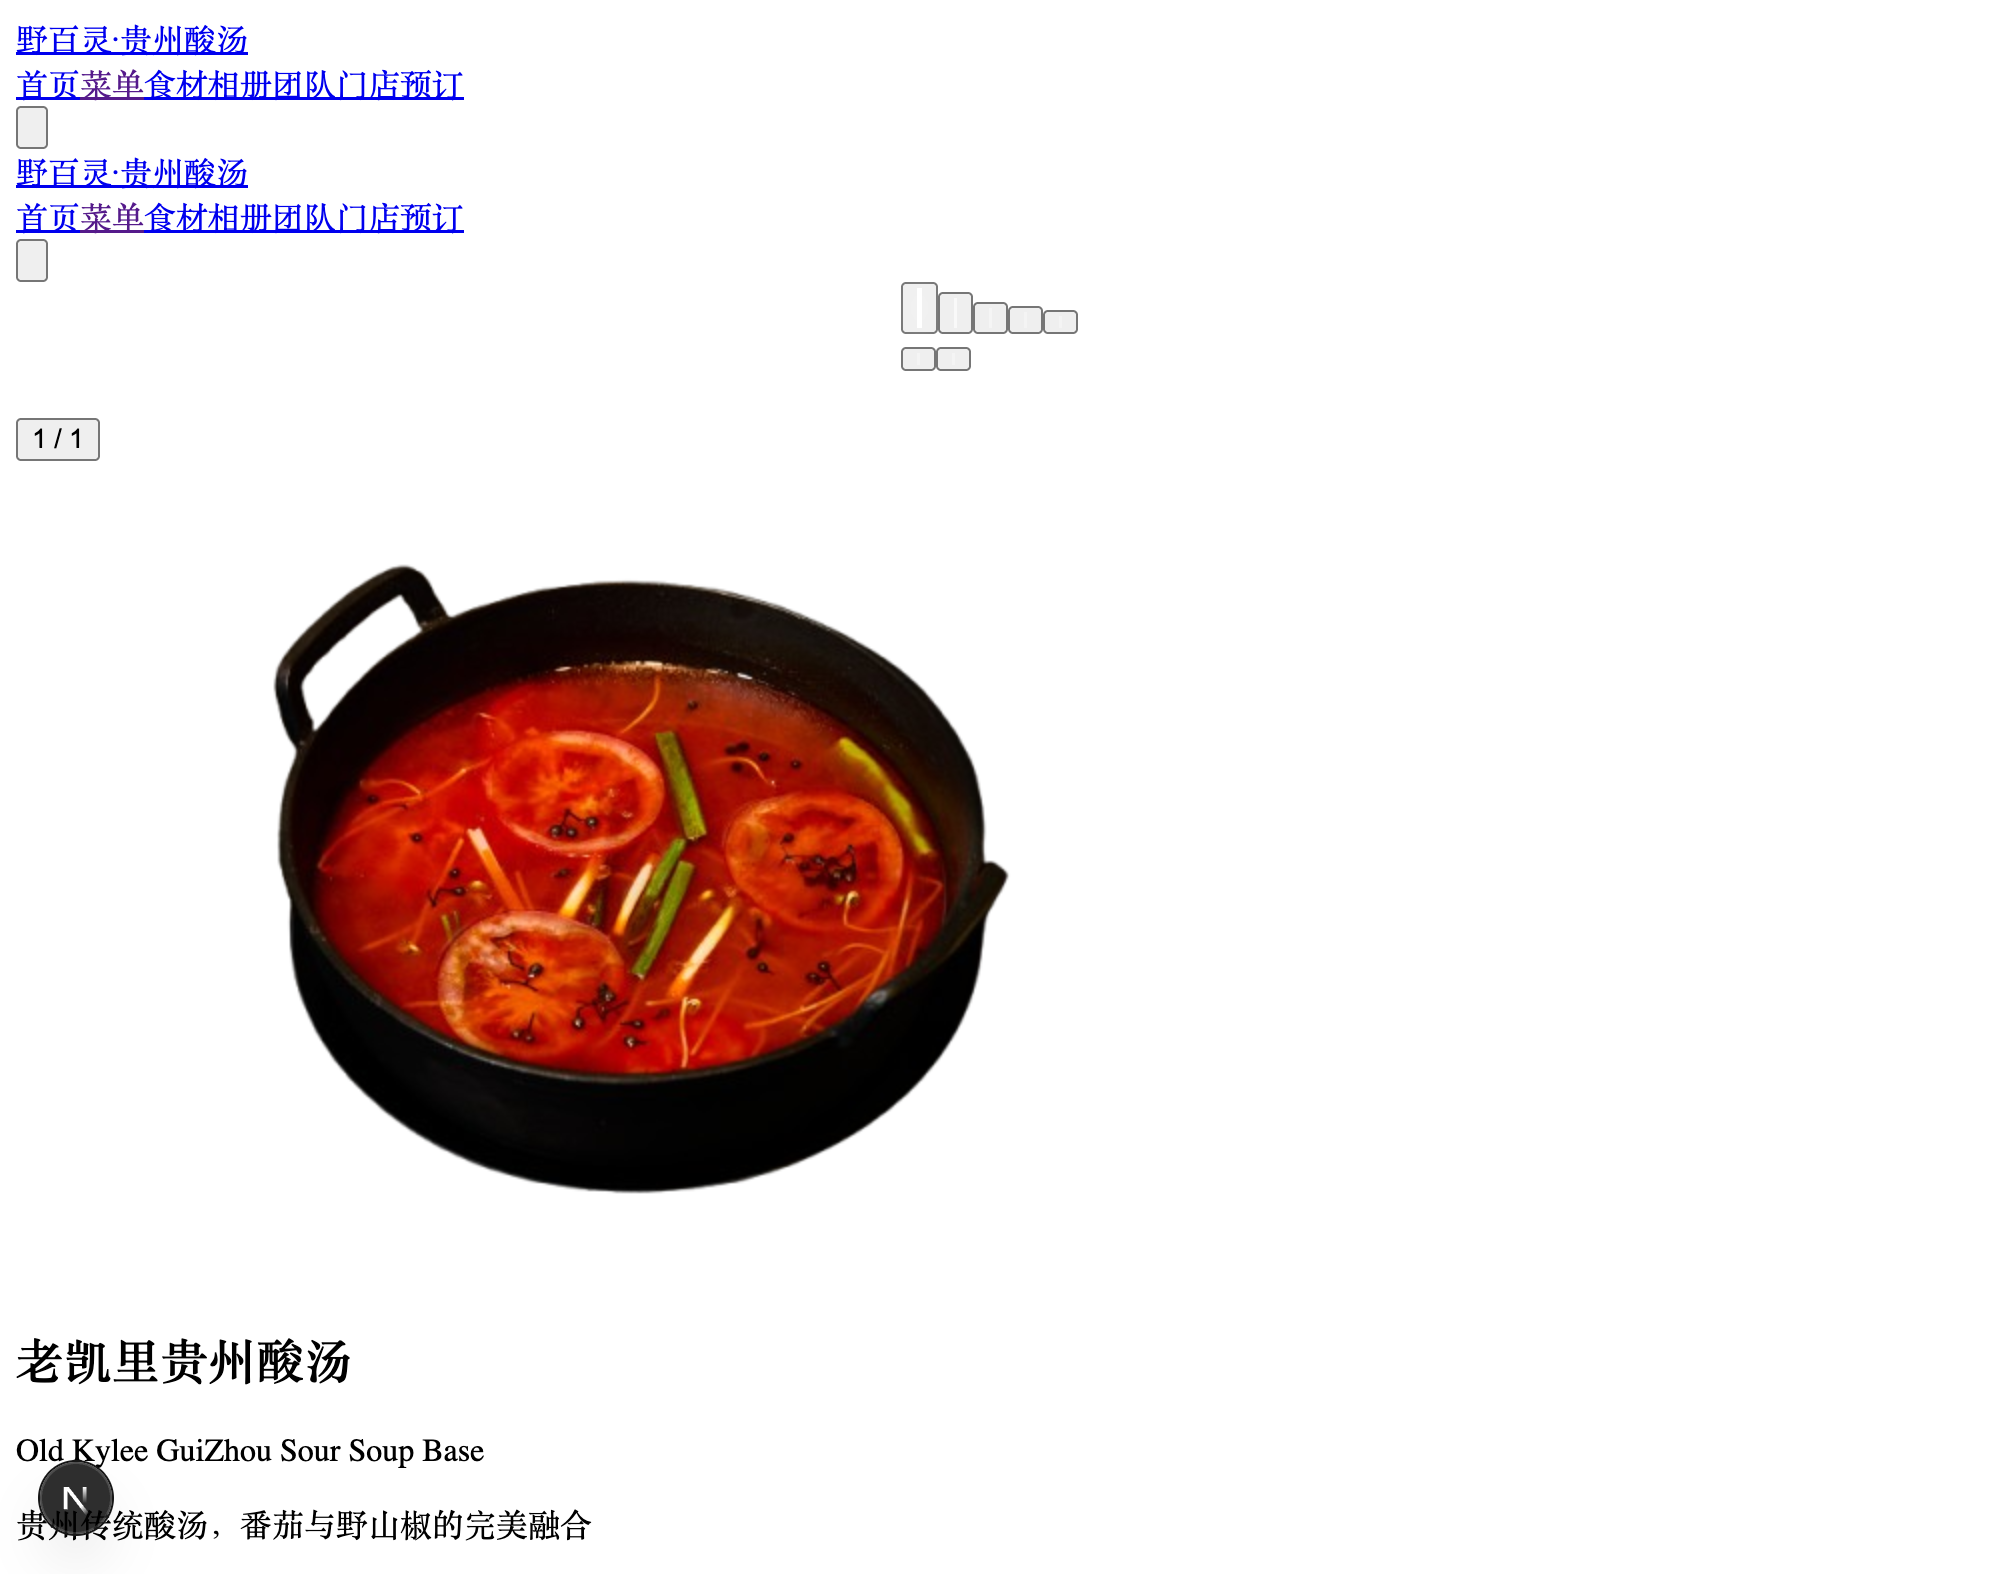 野百灵·贵州酸汤
首页菜单食材相册团队门店预订
野百灵·贵州酸汤
首页菜单食材相册团队门店预订
1 / 1
老凯里贵州酸汤
Old Kylee GuiZhou Sour Soup Base
N
贵州传统酸汤，番茄与野山椒的完美融合